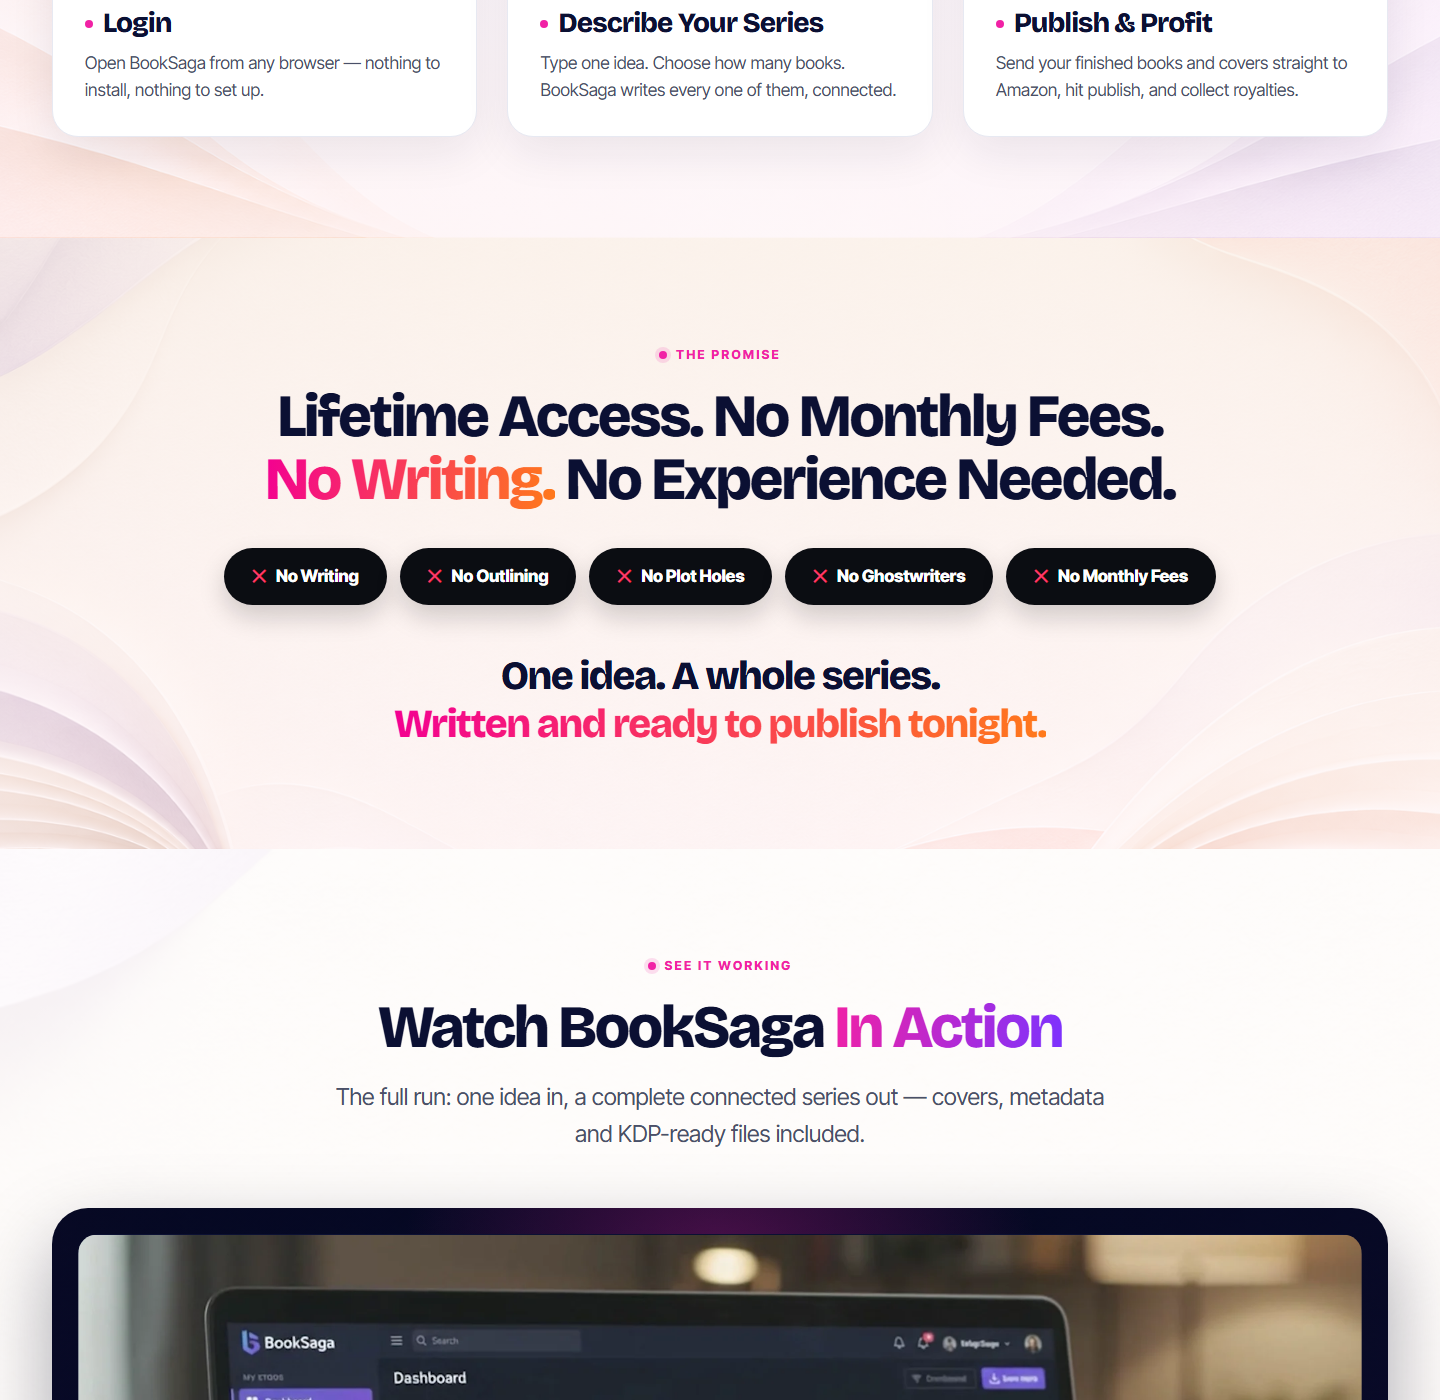 Login
Open BookSaga from any browser — nothing to
install, nothing to set up.
Describe Your Series
Type one idea. Choose how many books.
BookSaga writes every one of them, connected.
Publish & Profit
Send your finished books and covers straight to
Amazon, hit publish, and collect royalties.
THE PROMISE
Lifetime Access. No Monthly Fees.
No Writing. No Experience Needed.
No Writing
No Outlining
No Plot Holes
No Ghostwriters
No Monthly Fees
One idea. A whole series.
Written and ready to publish tonight.
SEE IT WORKING
Watch BookSaga In Action
The full run: one idea in, a complete connected series out — covers, metadata
and KDP-ready files included.
BookSaga
Search
Dashboard